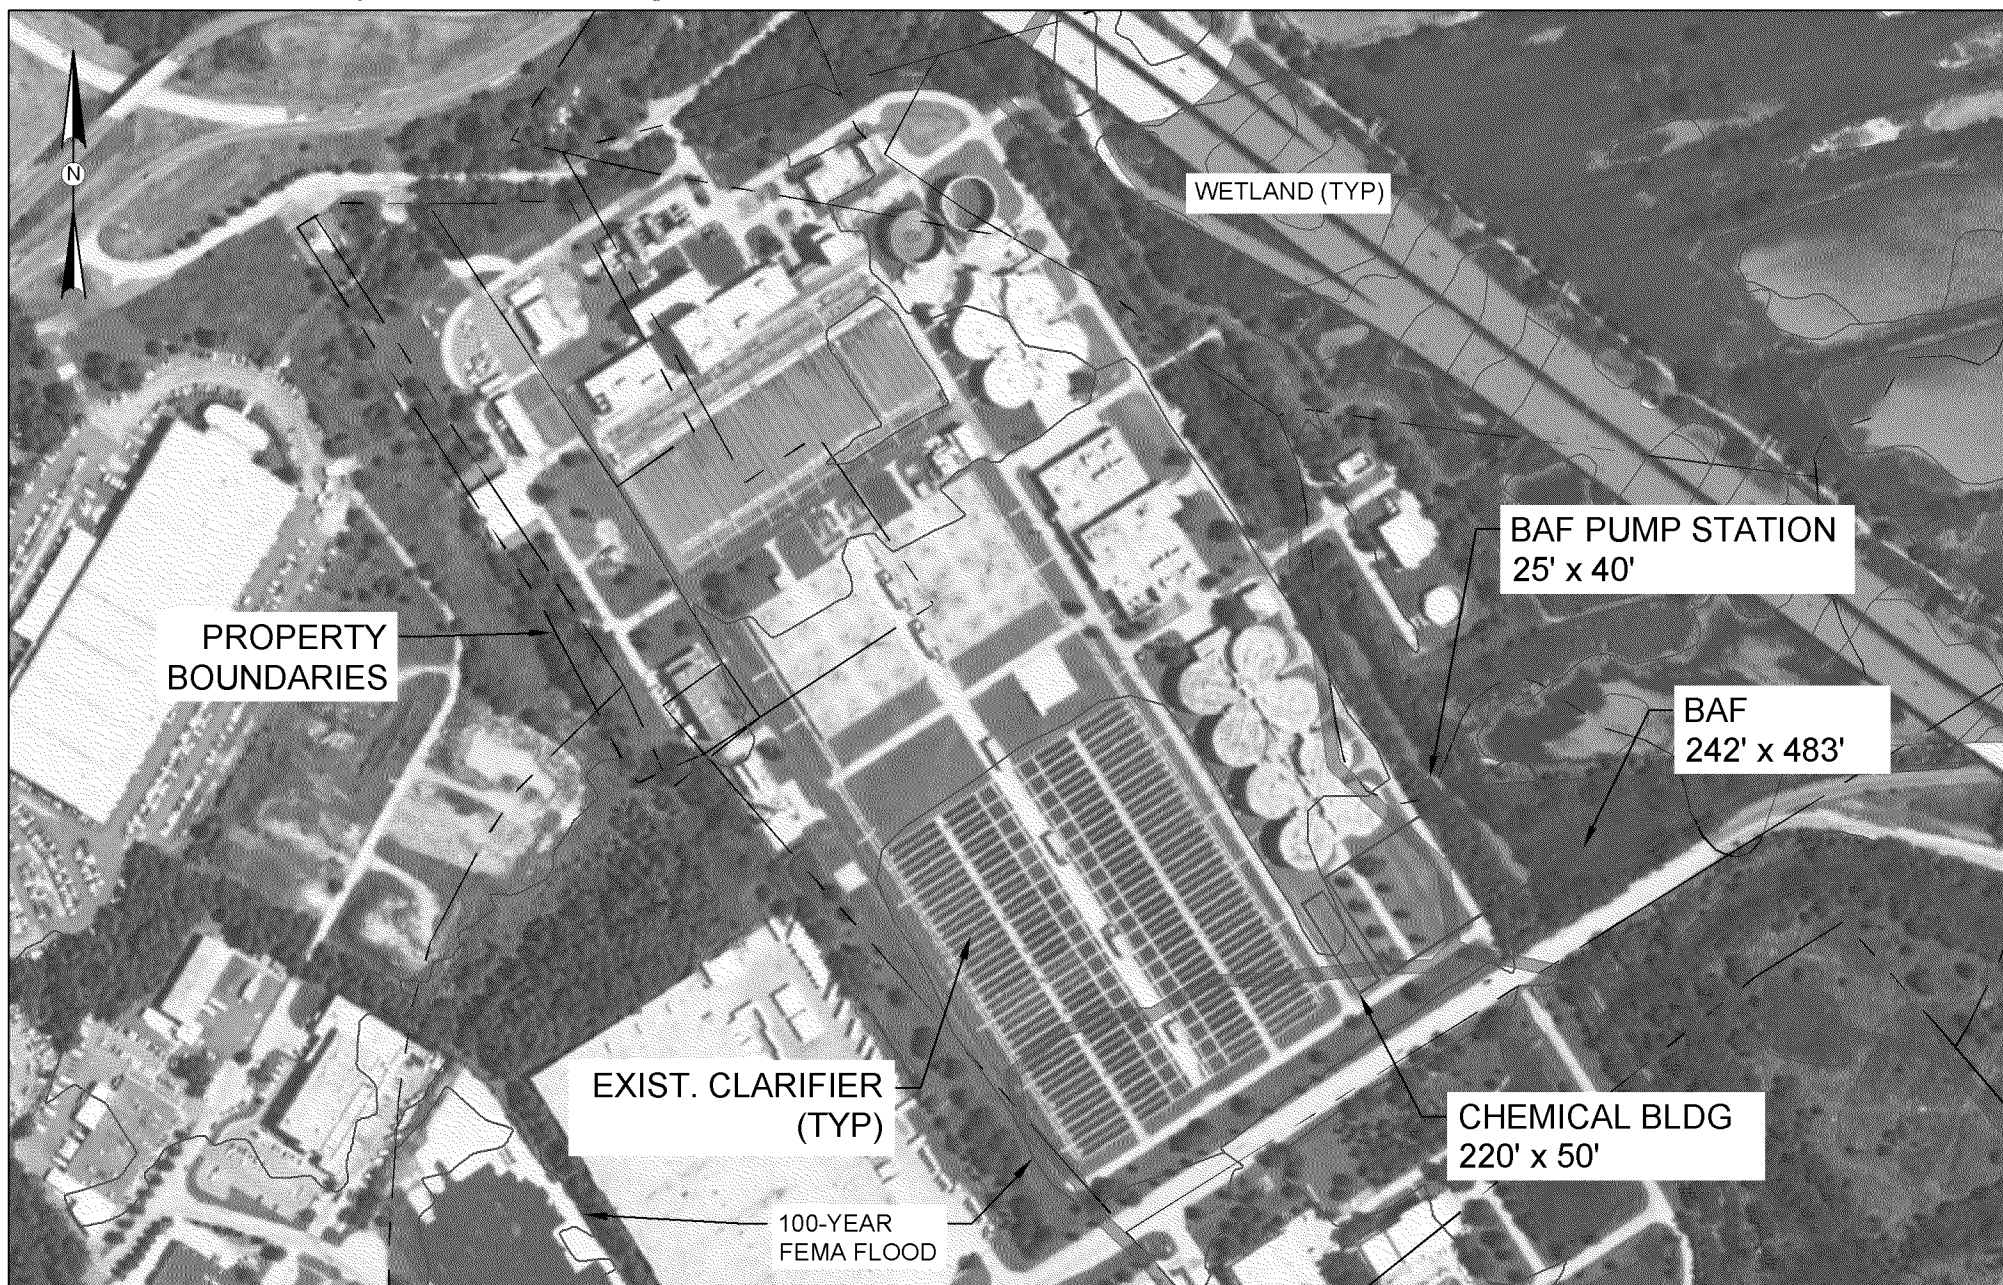 N
WETLAND (TYP)
BAF PUMP STATION
25' x 40'
PROPERTY
BOUNDARIES
BAF
242' x 483'
EXIST. CLARIFIER
(TYP)
CHEMICAL BLDG
220' x 50'
100-YEAR
FEMA FLOOD